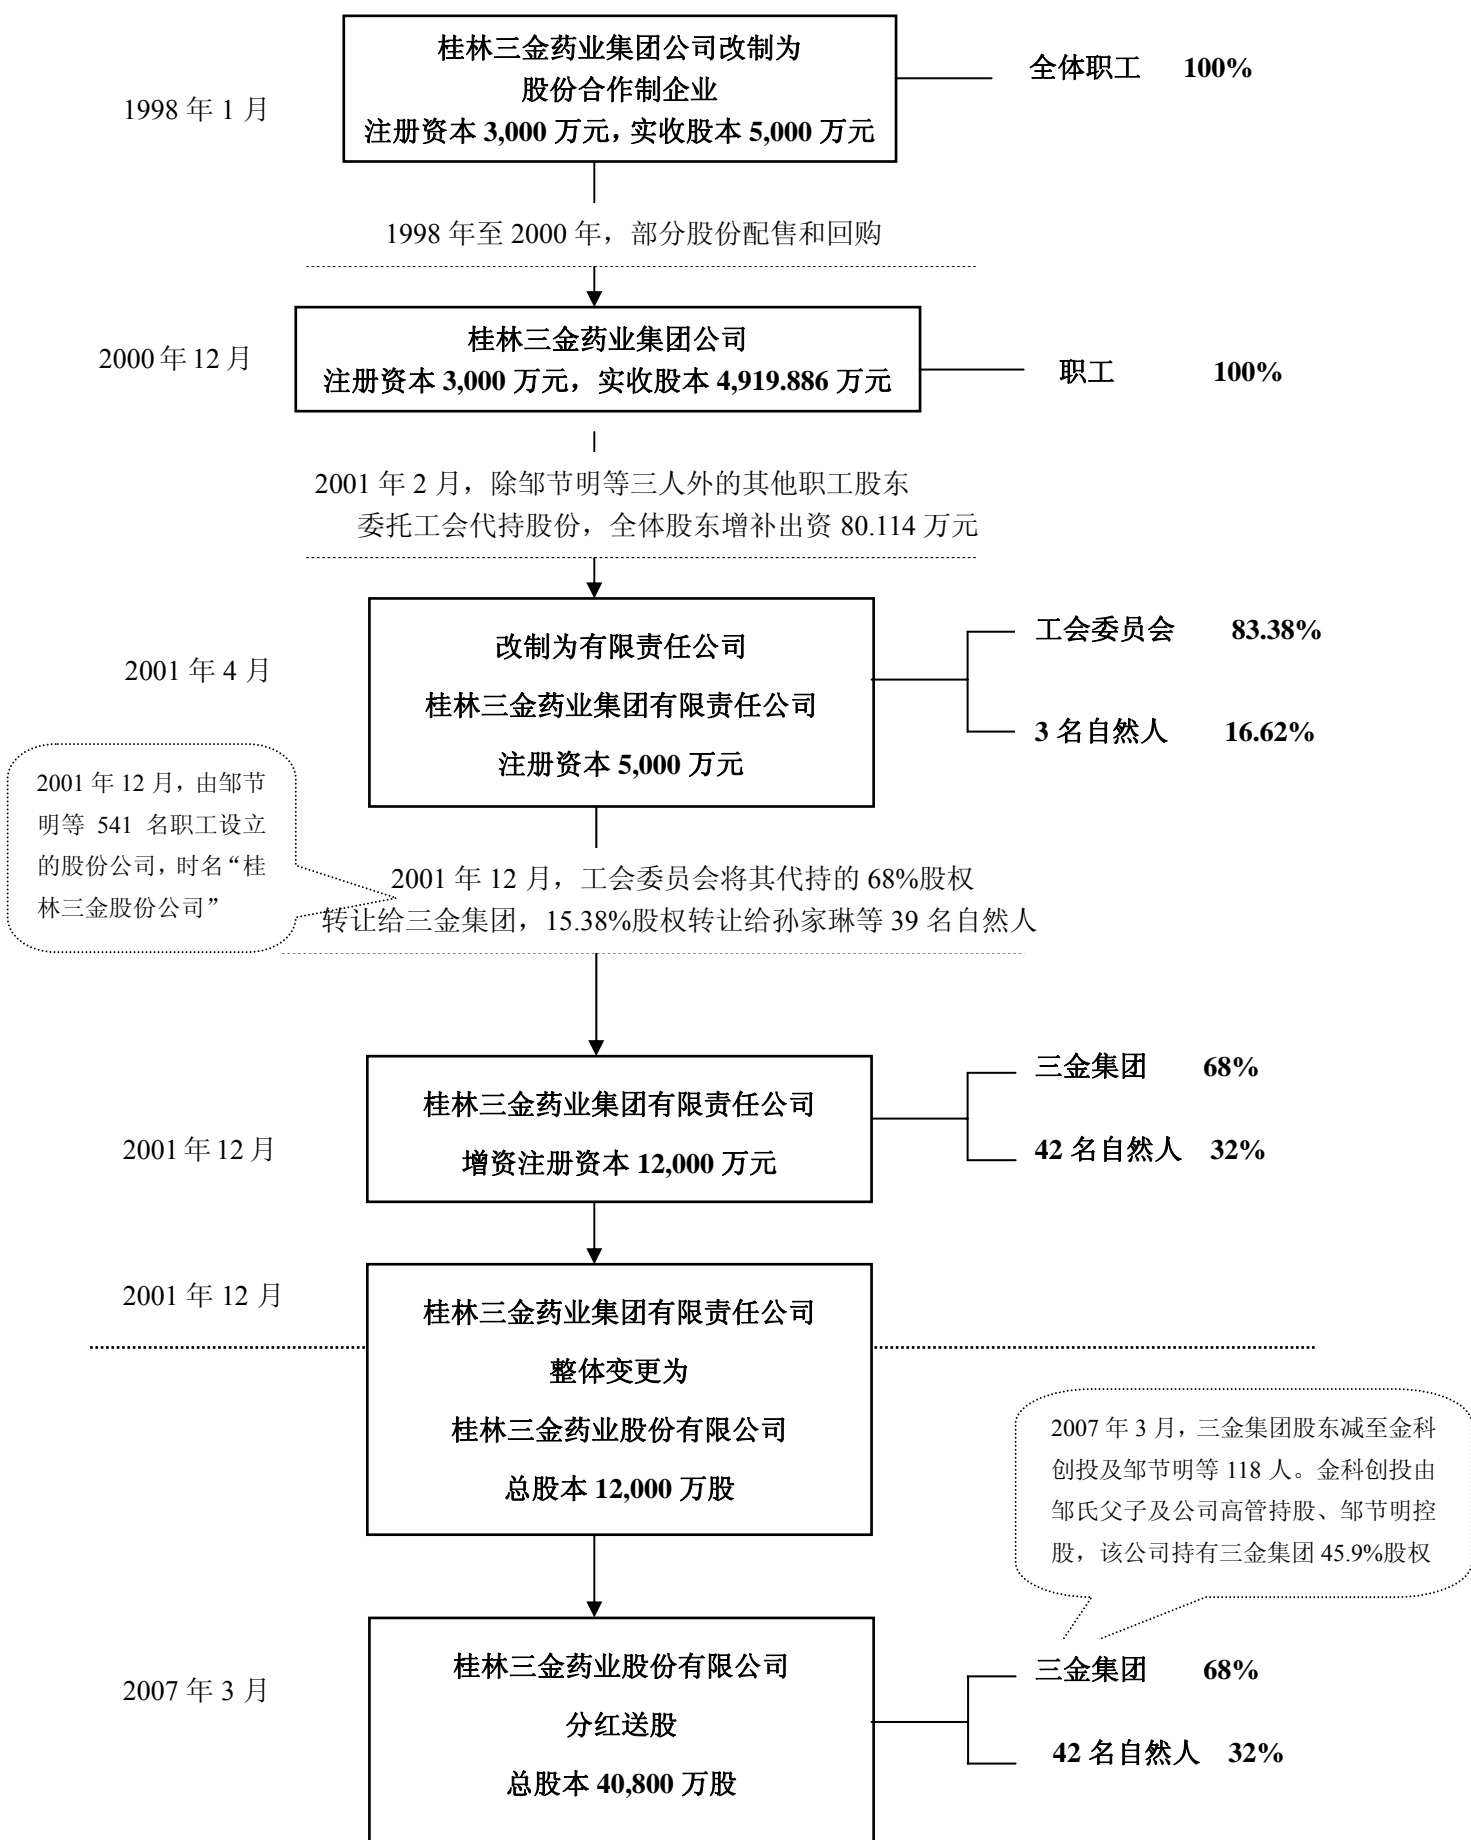 桂林三金药业集团公司改制为
股份合作制企业
注册资本 3,000 万元，实收股本 5,000 万元
全体职工 100%
1998 年 1 月
1998 年至 2000 年，部分股份配售和回购
桂林三金药业集团公司
注册资本 3,000 万元，实收股本 4,919.886 万元
2000 年 12 月
职工 100%
2001 年 2 月，除邹节明等三人外的其他职工股东
委托工会代持股份，全体股东增补出资 80.114 万元
改制为有限责任公司
桂林三金药业集团有限责任公司
注册资本 5,000 万元
2001 年 4 月
工会委员会 83.38%
3 名自然人 16.62%
2001 年 12 月，由邹节
明等 541 名职工设立
的股份公司，时名“桂
林三金股份公司”
2001 年 12 月，工会委员会将其代持的 68%股权
转让给三金集团，15.38%股权转让给孙家琳等 39 名自然人
桂林三金药业集团有限责任公司
增资注册资本 12,000 万元
2001 年 12 月
三金集团 68%
42 名自然人 32%
2001 年 12 月
桂林三金药业集团有限责任公司
整体变更为
桂林三金药业股份有限公司
总股本 12,000 万股
2007 年 3 月，三金集团股东减至金科
创投及邹节明等 118 人。金科创投由
邹氏父子及公司高管持股、邹节明控
股，该公司持有三金集团 45.9%股权
2007 年 3 月
桂林三金药业股份有限公司
分红送股
总股本 40,800 万股
三金集团 68%
42 名自然人 32%